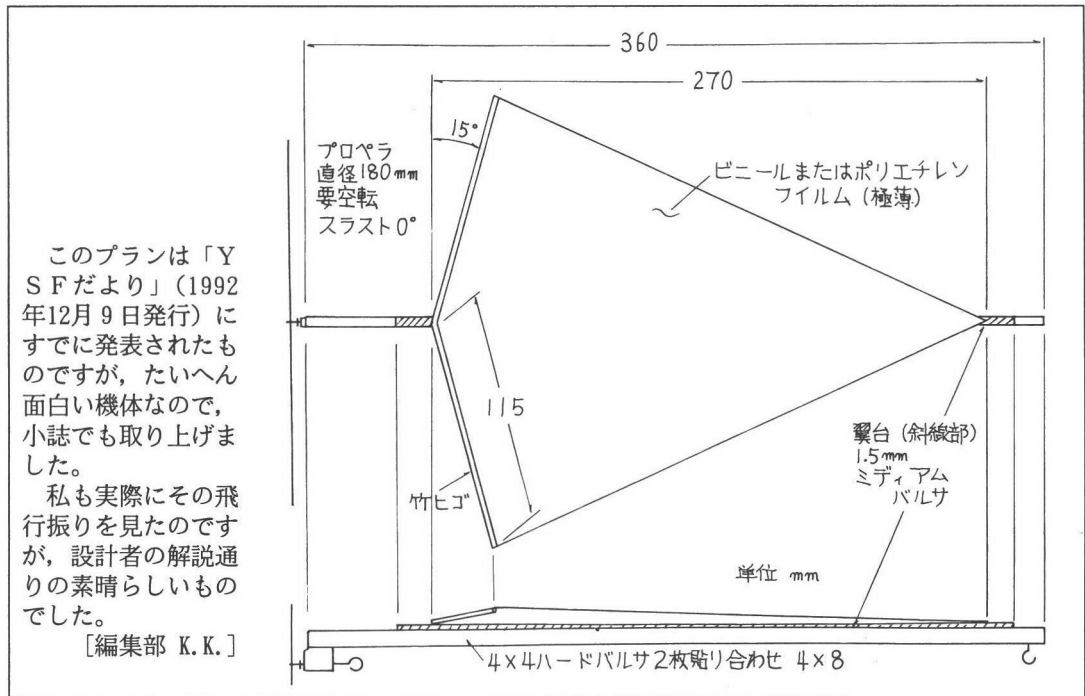 360
270
15°
プロペラ
直径180mm
要空転
スラスト0°
ビニールまたはポリエチレン
フイルム (極薄)
このプランは「Y
SFだより」(1992
年12月9日発行)に
すでに発表されたも
のですが,たいへん
面白い機体なので,
小誌でも取り上げま
した。
私も実際にその飛
行振りを見たのです
が,設計者の解説通
りの素晴らしいもの
でした。
[編集部 K.K.]
115
竹ヒゴ
翼台 (斜線部)
1.5mm
ミディアム
バルサ
単位 mm
4×4ハードバルサ2枚貼り合わせ 4×8